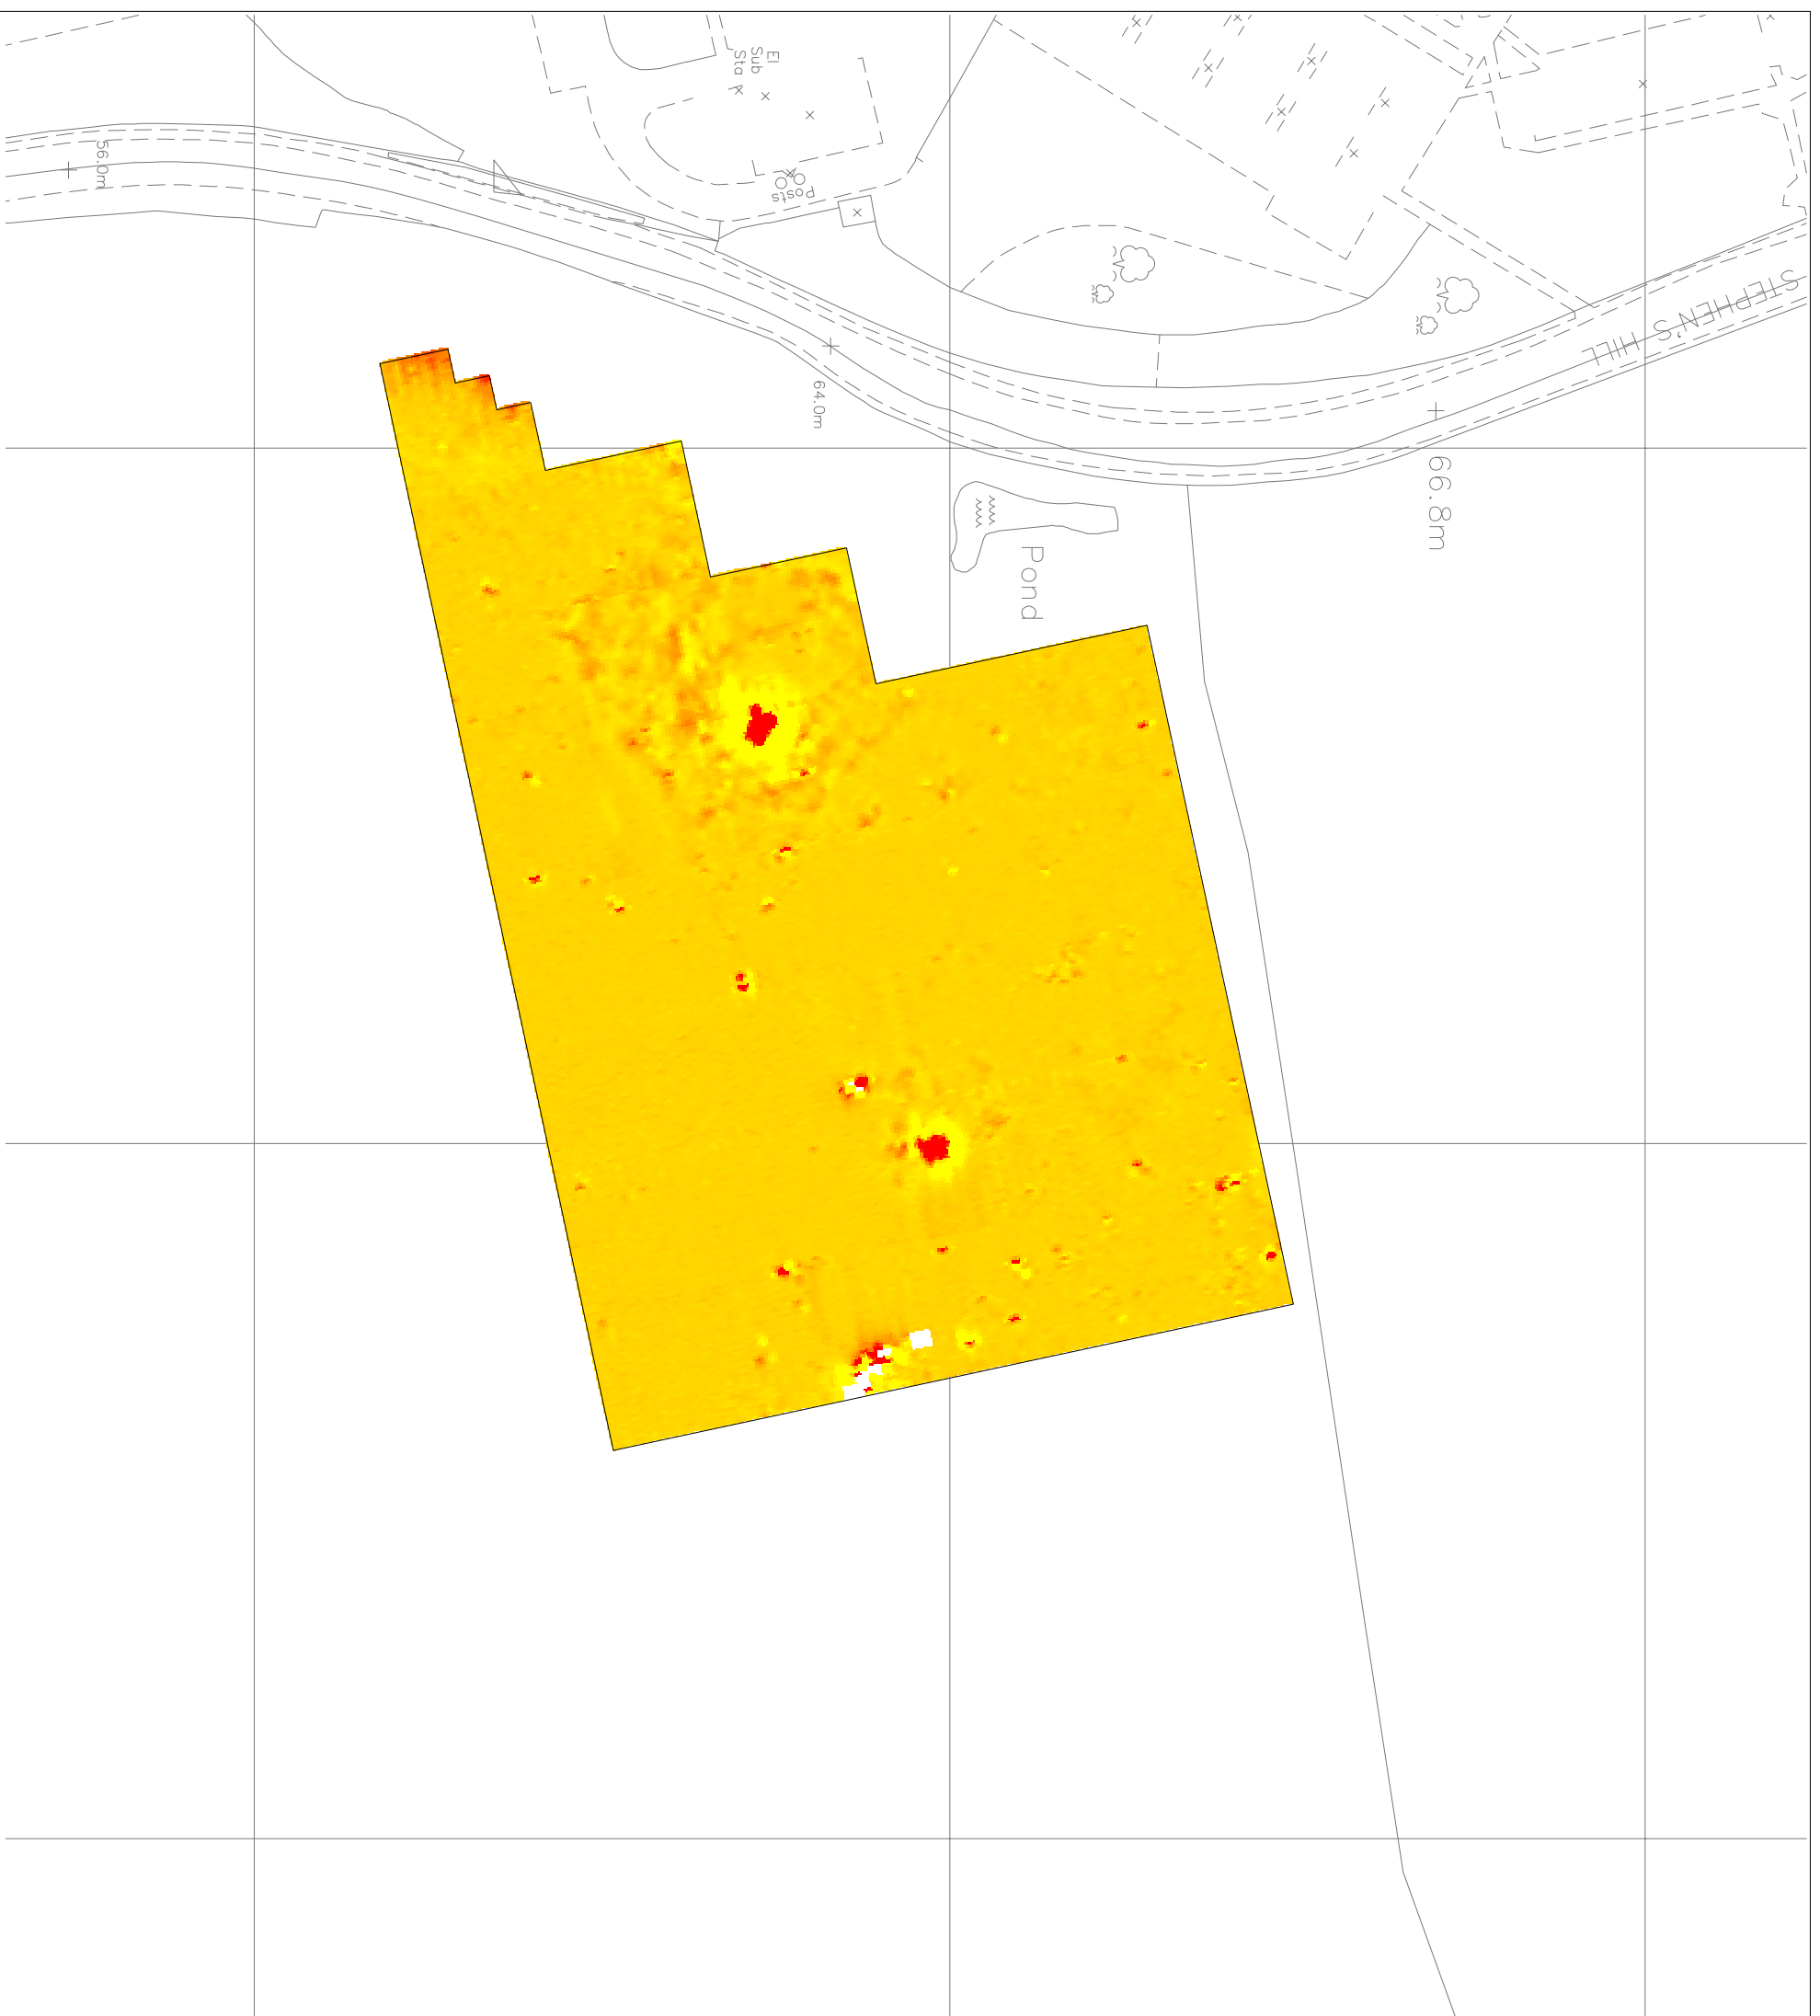 El
Sub
Sta
56.0m
Posts
STEPHEN'S HILL
64.0m
66.8m
Pond